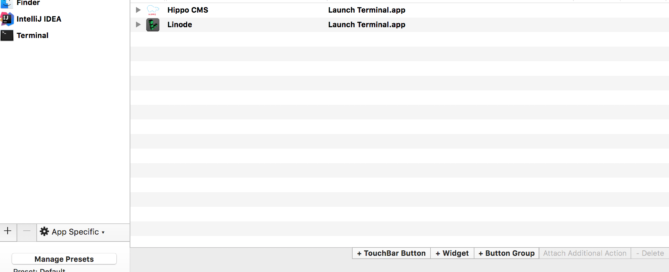 Finder
IntelliJ IDEA
Terminal
Hippo CMS Launch Terminal.app
Linode Launch Terminal.app
+ − App Specific
+ TouchBar Button + Widget + Button Group Attach Additional Action - Delete
Manage Presets
Preset: Default